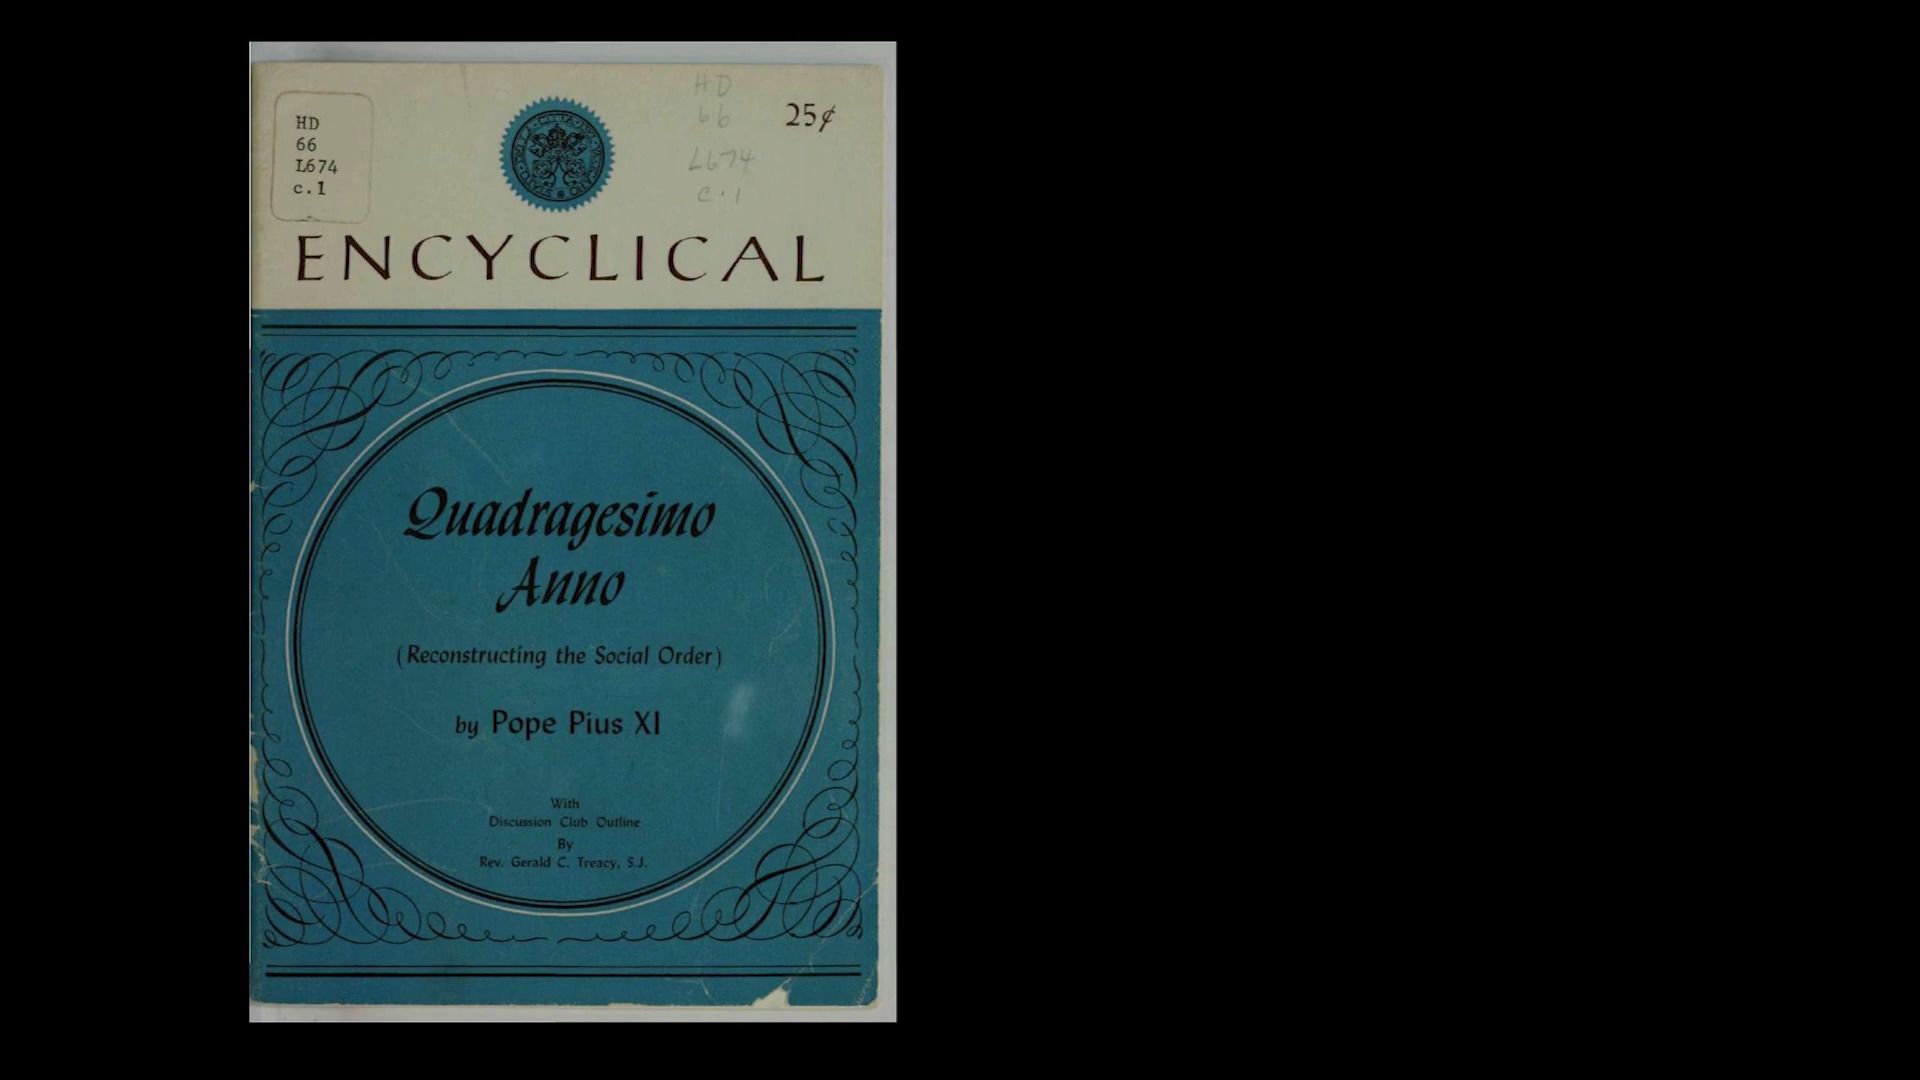 HD
66
L674
c.1
HD
66
L674
c.1
25¢
ENCYCLICAL
Quadragesimo
Anno
(Reconstructing the Social Order)
by Pope Pius XI
With
Discussion Club Outline
By
Rev. Gerald C. Treacy, S.J.